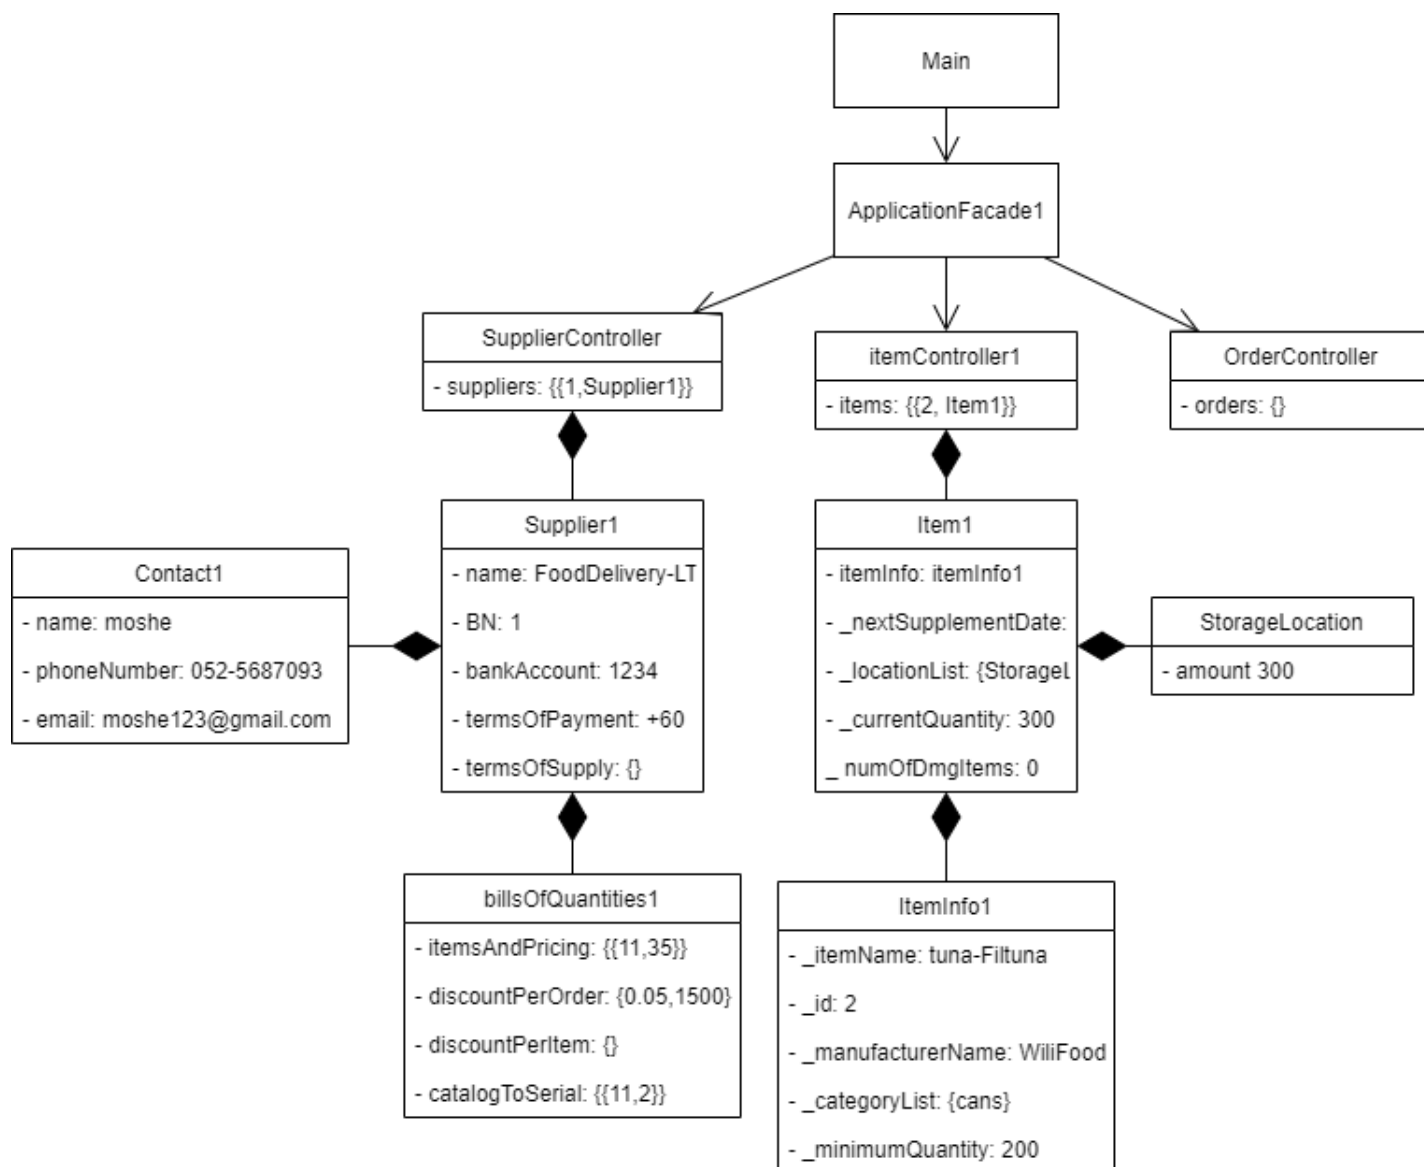 Main
ApplicationFacade1
SupplierController
- suppliers: {{1,Supplier1}}
itemController1
- items: {{2, Item1}}
OrderController
- orders: {}
Contact1
- name: moshe
- phoneNumber: 052-5687093
- email: moshe123@gmail.com
Supplier1
- name: FoodDelivery-LT
- BN: 1
- bankAccount: 1234
- termsOfPayment: +60
- termsOfSupply: {}
Item1
- itemInfo: itemInfo1
- _nextSupplementDate:
- _locationList: {StorageL
- _currentQuantity: 300
_ numOfDmgItems: 0
StorageLocation
- amount 300
billsOfQuantities1
- itemsAndPricing: {{11,35}}
- discountPerOrder: {0.05,1500}
- discountPerItem: {}
- catalogToSerial: {{11,2}}
ItemInfo1
- _itemName: tuna-Filtuna
- _id: 2
- _manufacturerName: WiliFood
- _categoryList: {cans}
- _minimumQuantity: 200